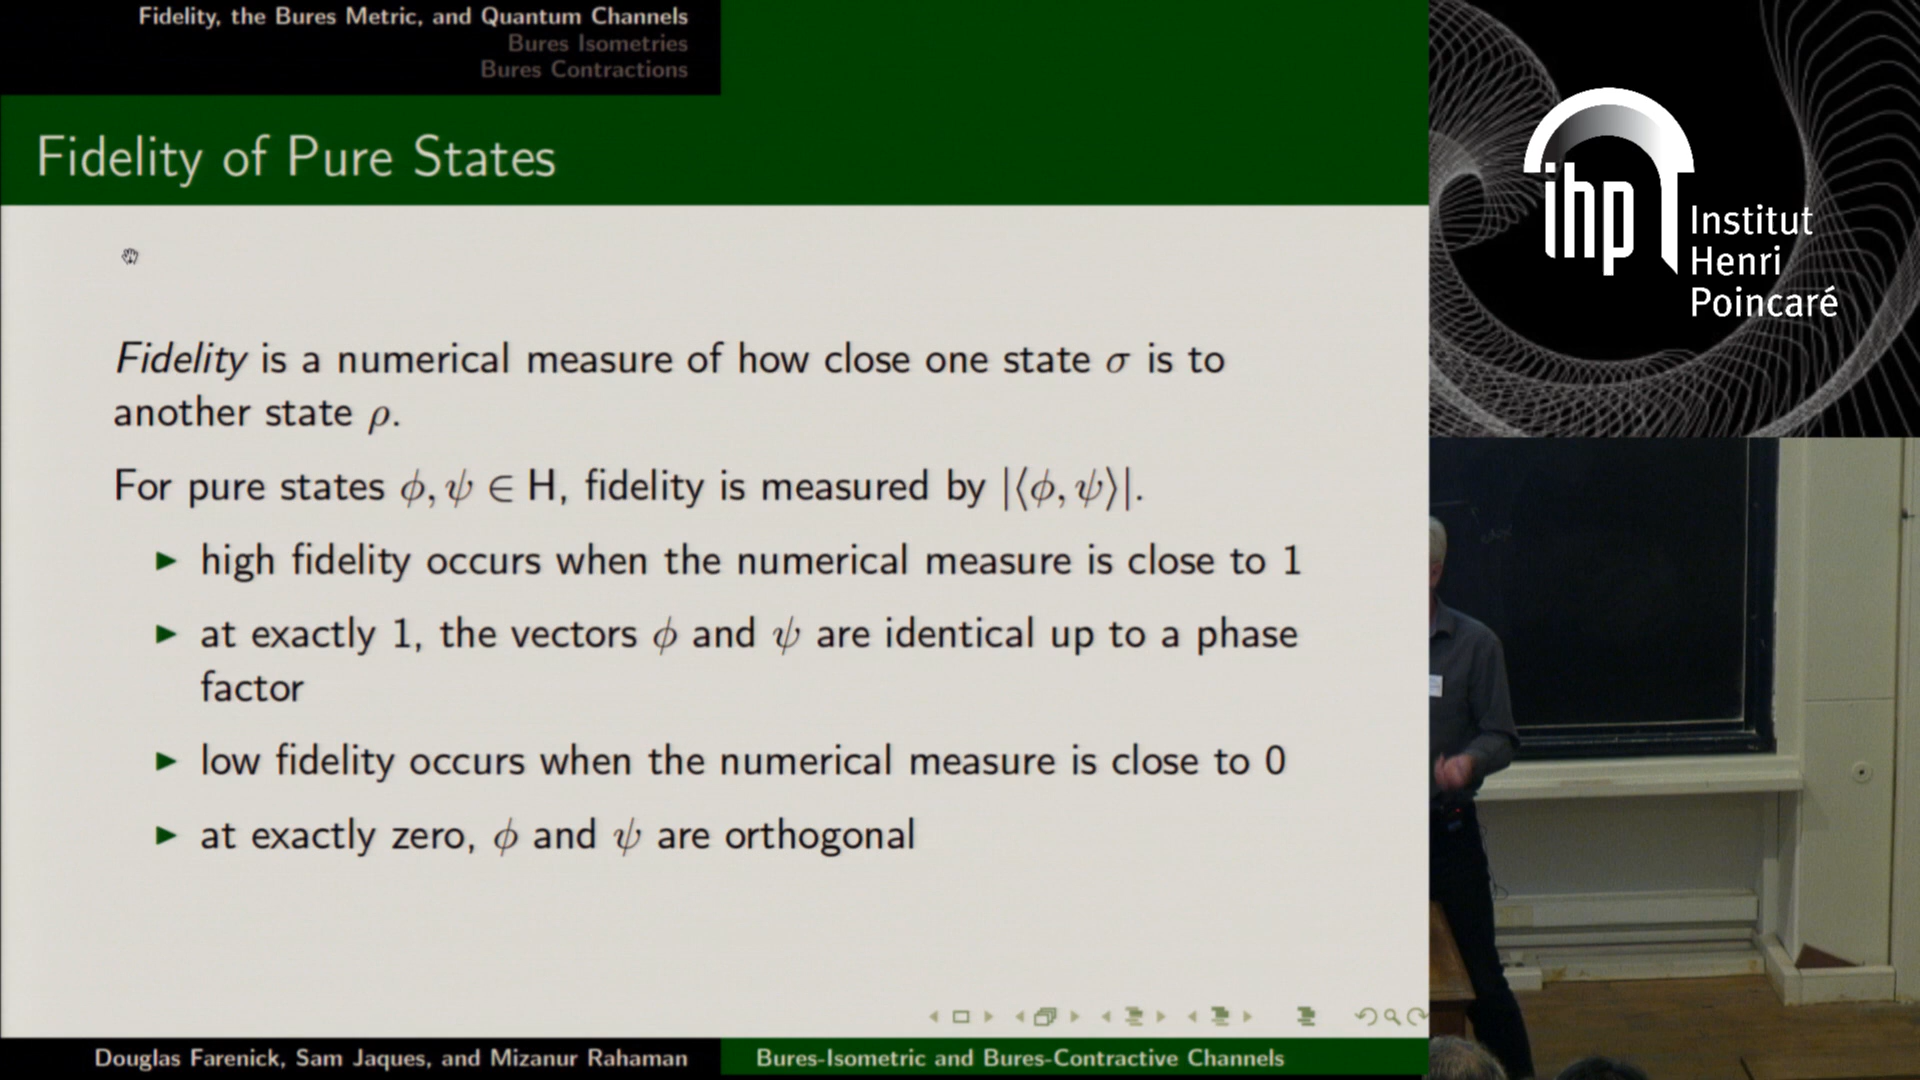 Fidelity, the Bures Metric, and Quantum Channels
Bures Isometries
Bures Contractions
Fidelity of Pure States
Fidelity is a numerical measure of how close one state σ is to
another state ρ.
For pure states ϕ, ψ ∈ H, fidelity is measured by |⟨ϕ, ψ⟩|.
▶ high fidelity occurs when the numerical measure is close to 1
▶ at exactly 1, the vectors ϕ and ψ are identical up to a phase
factor
▶ low fidelity occurs when the numerical measure is close to 0
▶ at exactly zero, ϕ and ψ are orthogonal
Douglas Farenick, Sam Jaques, and Mizanur Rahaman
Bures-Isometric and Bures-Contractive Channels
ihp
Institut
Henri
Poincaré